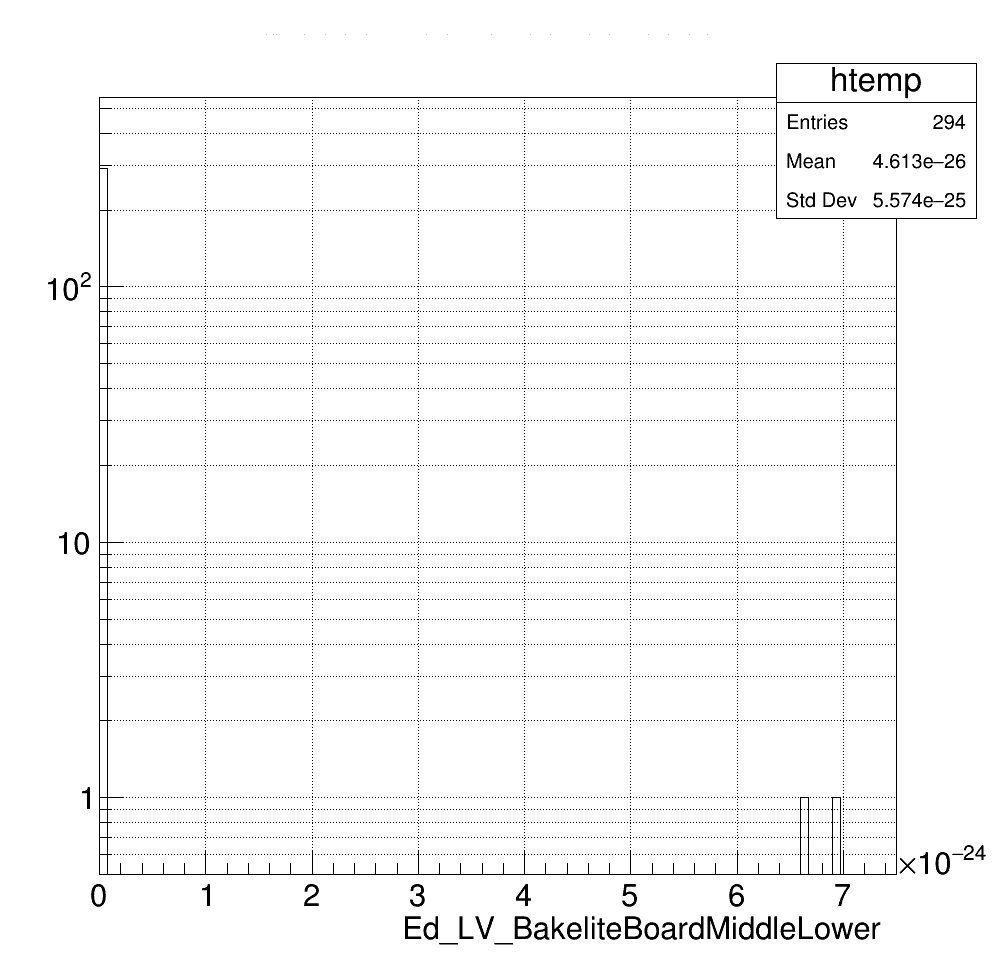 htemp
Entries 294
Mean 4.613e−26
Std Dev 5.574e−25
10²
10
1
0 1 2 3 4 5 6 7
×10⁻²⁴
Ed_LV_BakeliteBoardMiddleLower